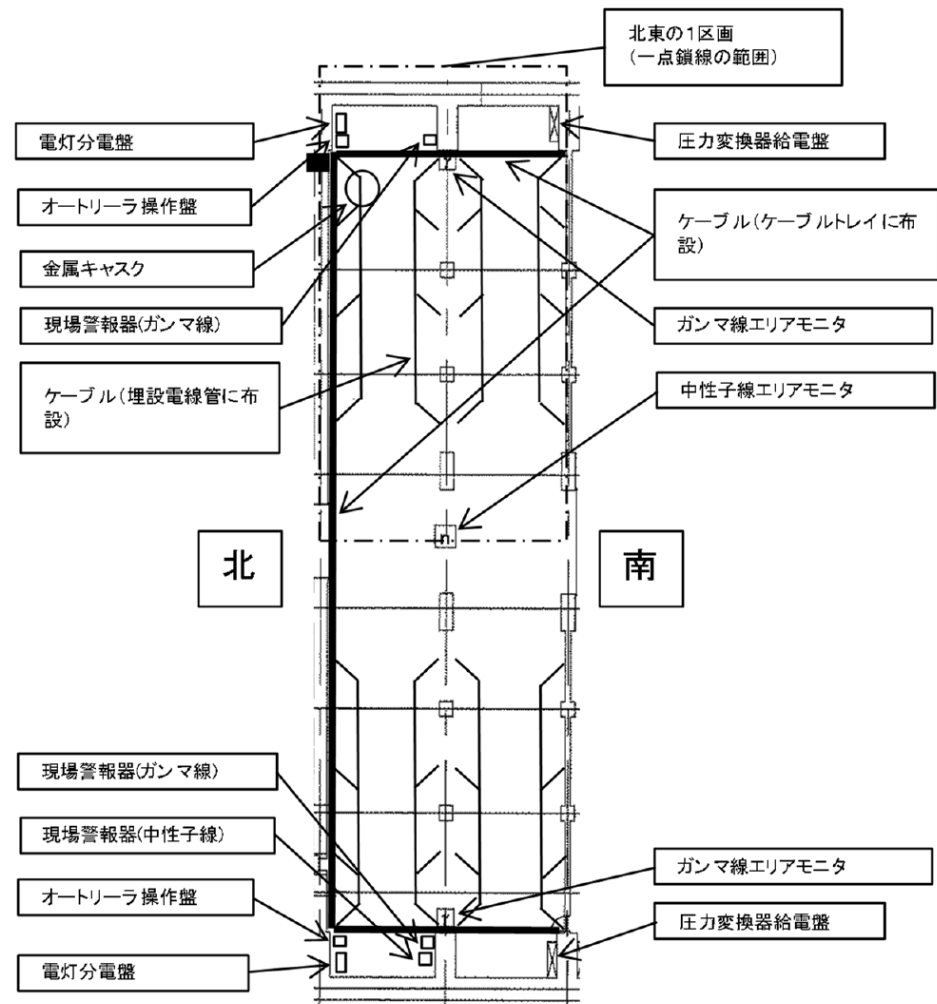 北東の1区画
(一点鎖線の範囲)
電灯分電盤
圧力変換器給電盤
オートリーラ操作盤
ケーブル(ケーブルトレイに布
設)
金属キャスク
現場警報器(ガンマ線)
ガンマ線エリアモニタ
ケーブル(埋設電線管に布
設)
中性子線エリアモニタ
n
北
南
現場警報器(ガンマ線)
現場警報器(中性子線)
ガンマ線エリアモニタ
オートリーラ操作盤
圧力変換器給電盤
電灯分電盤